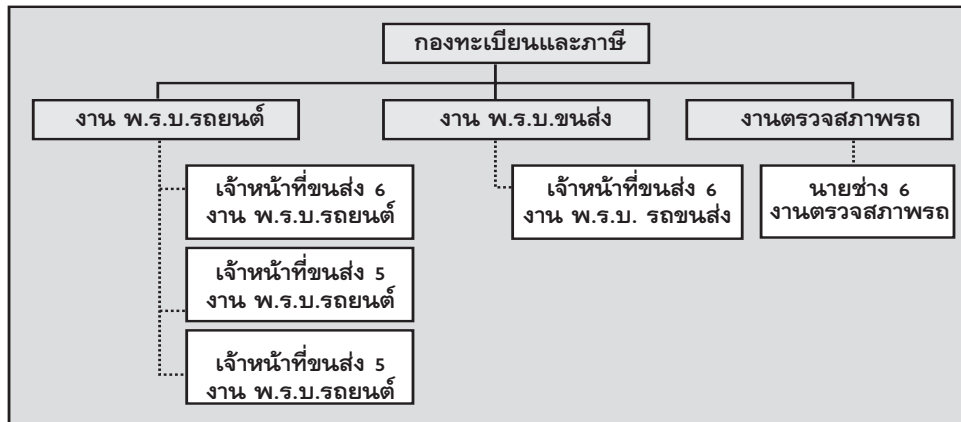 กองทะเบียนและภาษี
งาน พ.ร.บ.รถยนต์
งาน พ.ร.บ.ขนส่ง
งานตรวจสภาพรถ
เจ้าหน้าที่ขนส่ง 6
งาน พ.ร.บ.รถยนต์
เจ้าหน้าที่ขนส่ง 6
งาน พ.ร.บ. รถขนส่ง
นายช่าง 6
งานตรวจสภาพรถ
เจ้าหน้าที่ขนส่ง 5
งาน พ.ร.บ.รถยนต์
เจ้าหน้าที่ขนส่ง 5
งาน พ.ร.บ.รถยนต์